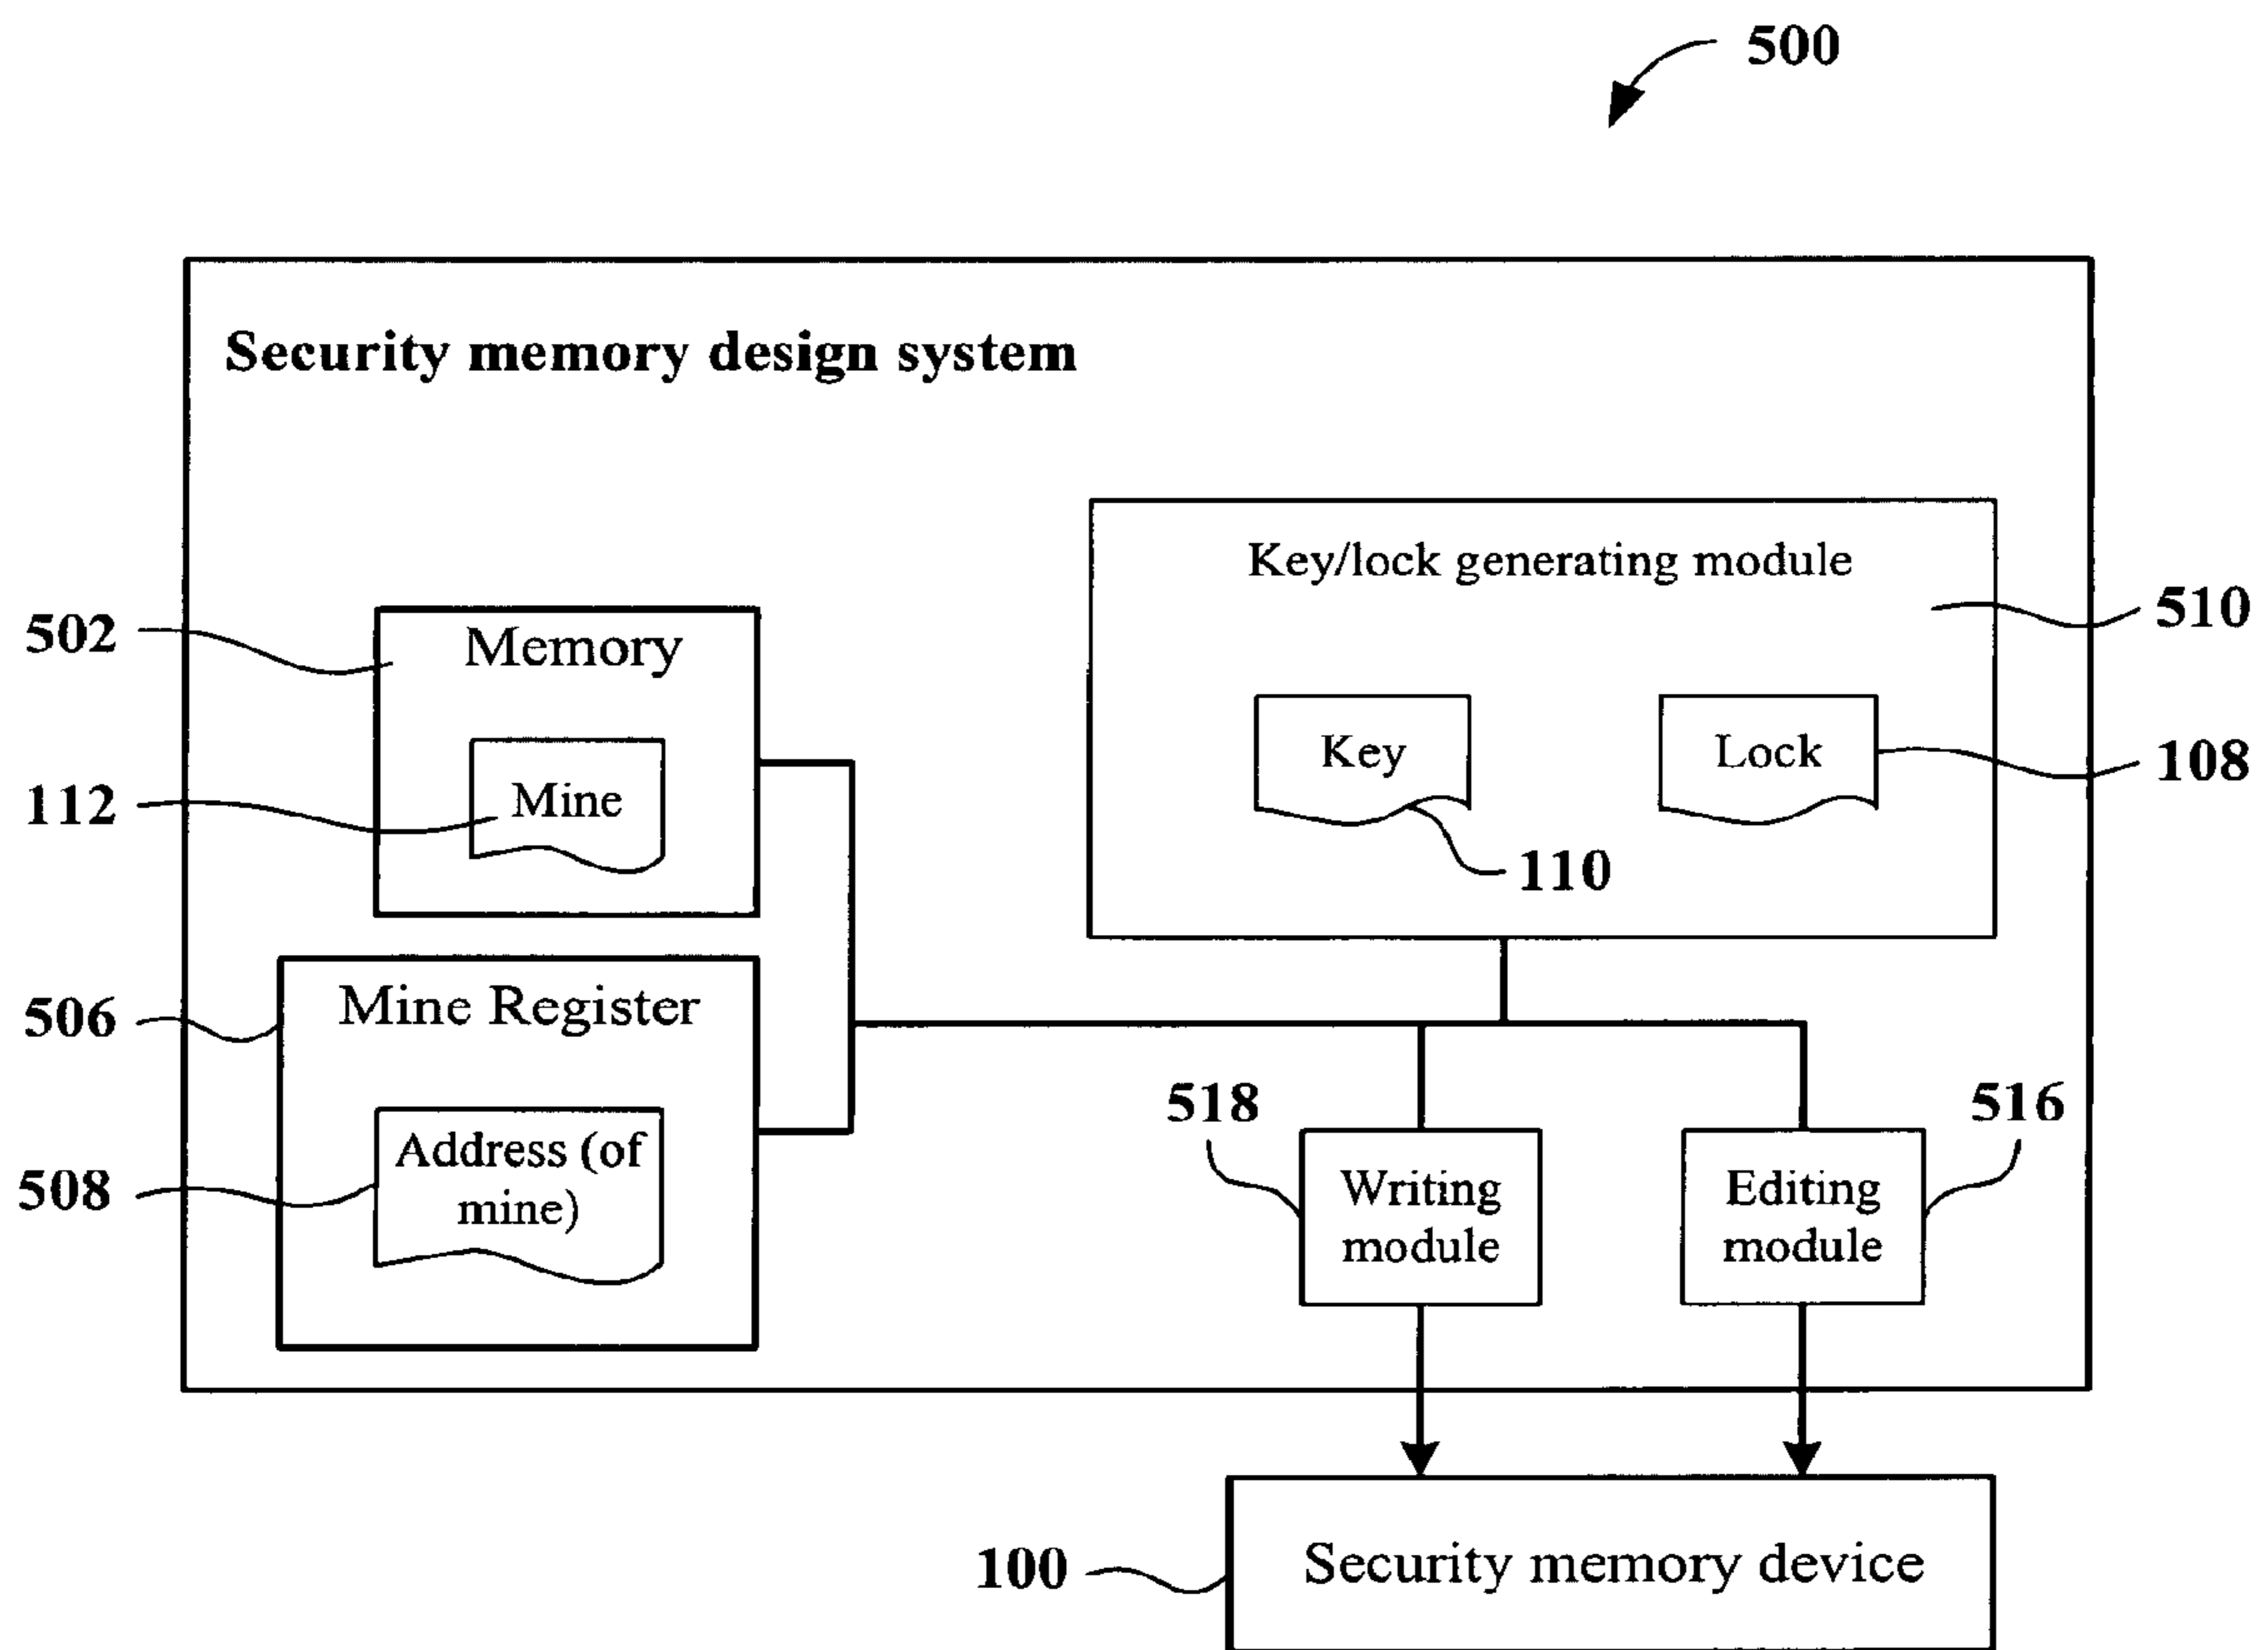 500
Security memory design system
Key/lock generating module
510
502
Memory
Key
Lock
108
112
Mine
110
506
Mine Register
518
516
508
Address (of
mine)
Writing
module
Editing
module
100
Security memory device